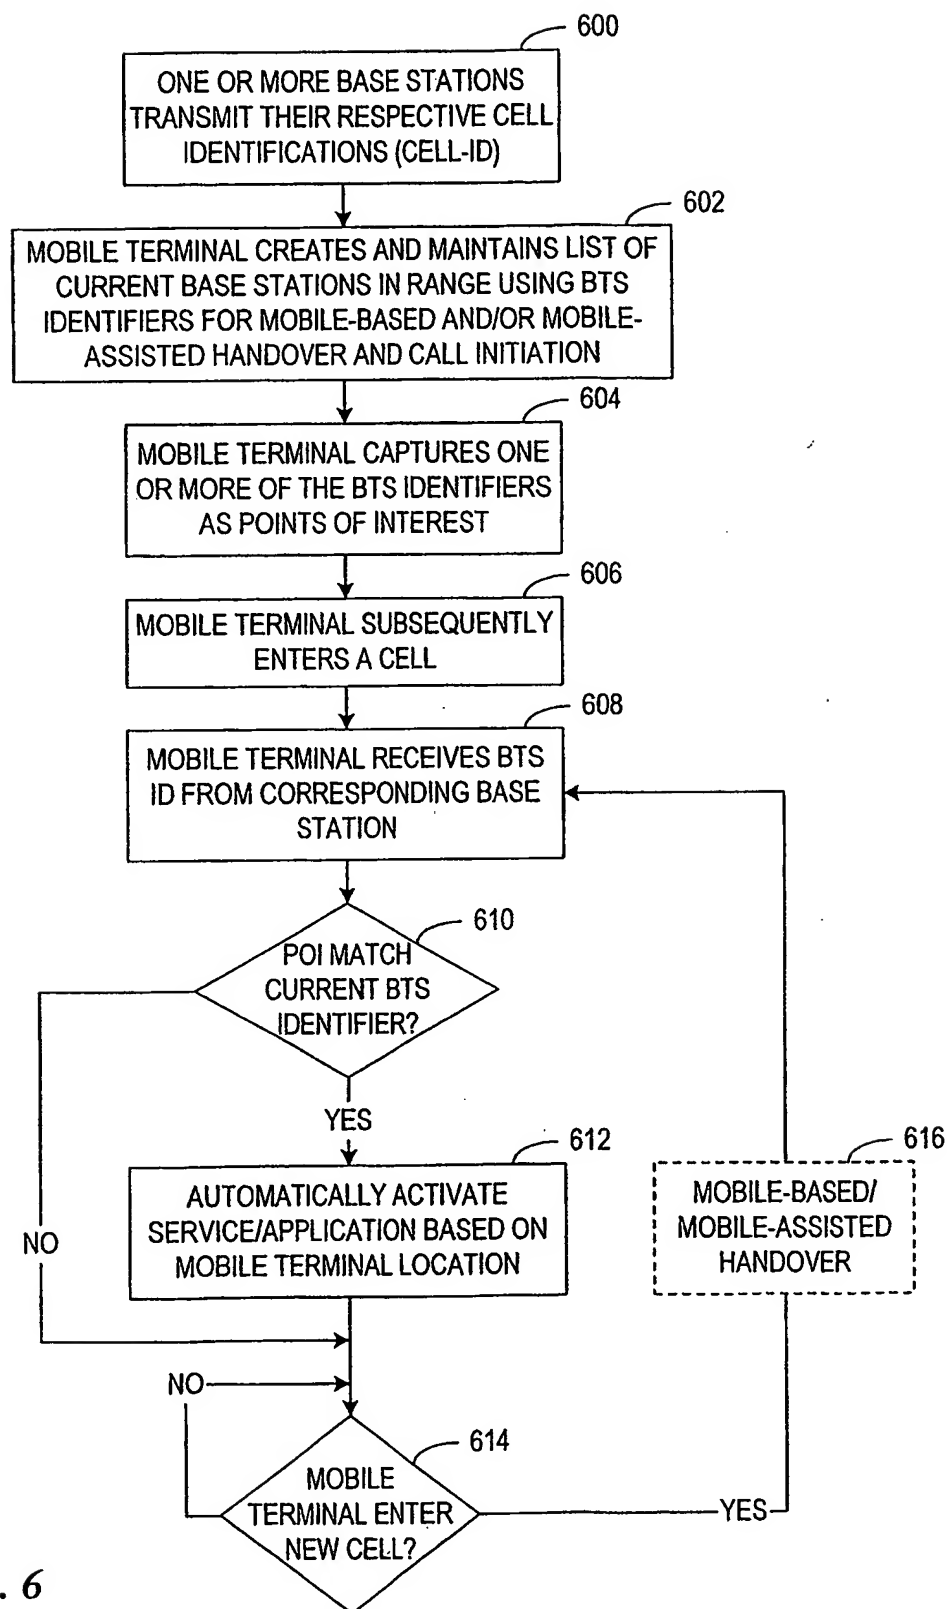 600
ONE OR MORE BASE STATIONS
TRANSMIT THEIR RESPECTIVE CELL
IDENTIFICATIONS (CELL-ID)
602
MOBILE TERMINAL CREATES AND MAINTAINS LIST OF
CURRENT BASE STATIONS IN RANGE USING BTS
IDENTIFIERS FOR MOBILE-BASED AND/OR MOBILE-
ASSISTED HANDOVER AND CALL INITIATION
604
MOBILE TERMINAL CAPTURES ONE
OR MORE OF THE BTS IDENTIFIERS
AS POINTS OF INTEREST
606
MOBILE TERMINAL SUBSEQUENTLY
ENTERS A CELL
608
MOBILE TERMINAL RECEIVES BTS
ID FROM CORRESPONDING BASE
STATION
610
POI MATCH
CURRENT BTS
IDENTIFIER?
YES
612
AUTOMATICALLY ACTIVATE
SERVICE/APPLICATION BASED ON
MOBILE TERMINAL LOCATION
616
MOBILE-BASED/
MOBILE-ASSISTED
HANDOVER
NO
NO
614
MOBILE
TERMINAL ENTER
NEW CELL?
YES
. 6